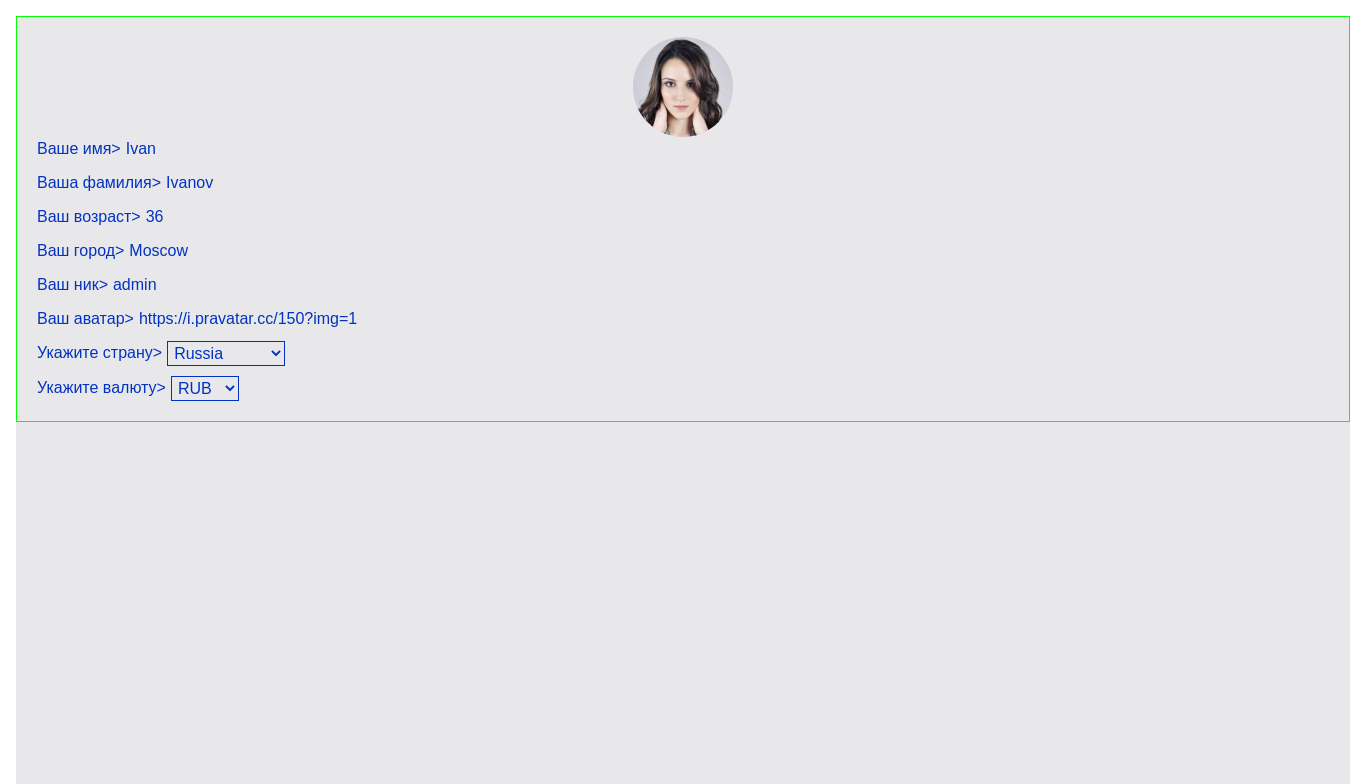 Ваше имя> Ivan
Ваша фамилия> Ivanov
Ваш возраст> 36
Ваш город> Moscow
Ваш ник> admin
Ваш аватар> https://i.pravatar.cc/150?img=1
Укажите страну> Russia
Укажите валюту> RUB